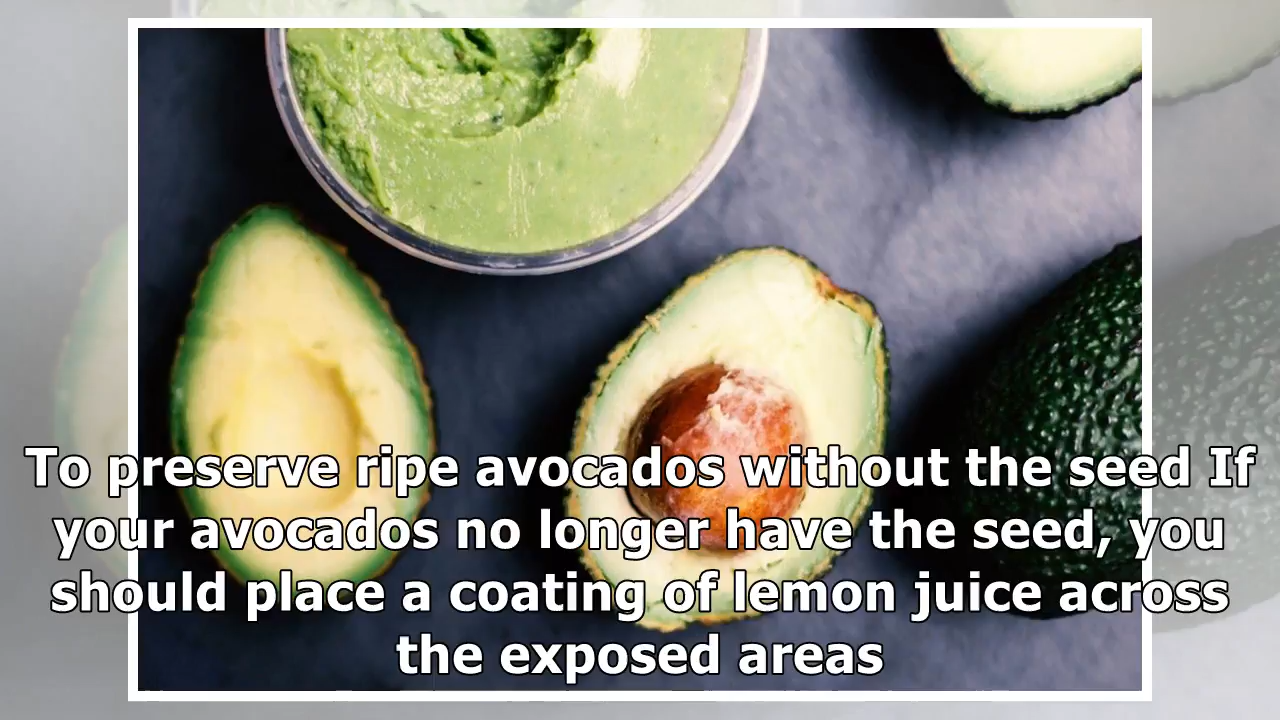 To preserve ripe avocados without the seed If
your avocados no longer have the seed, you
should place a coating of lemon juice across
the exposed areas